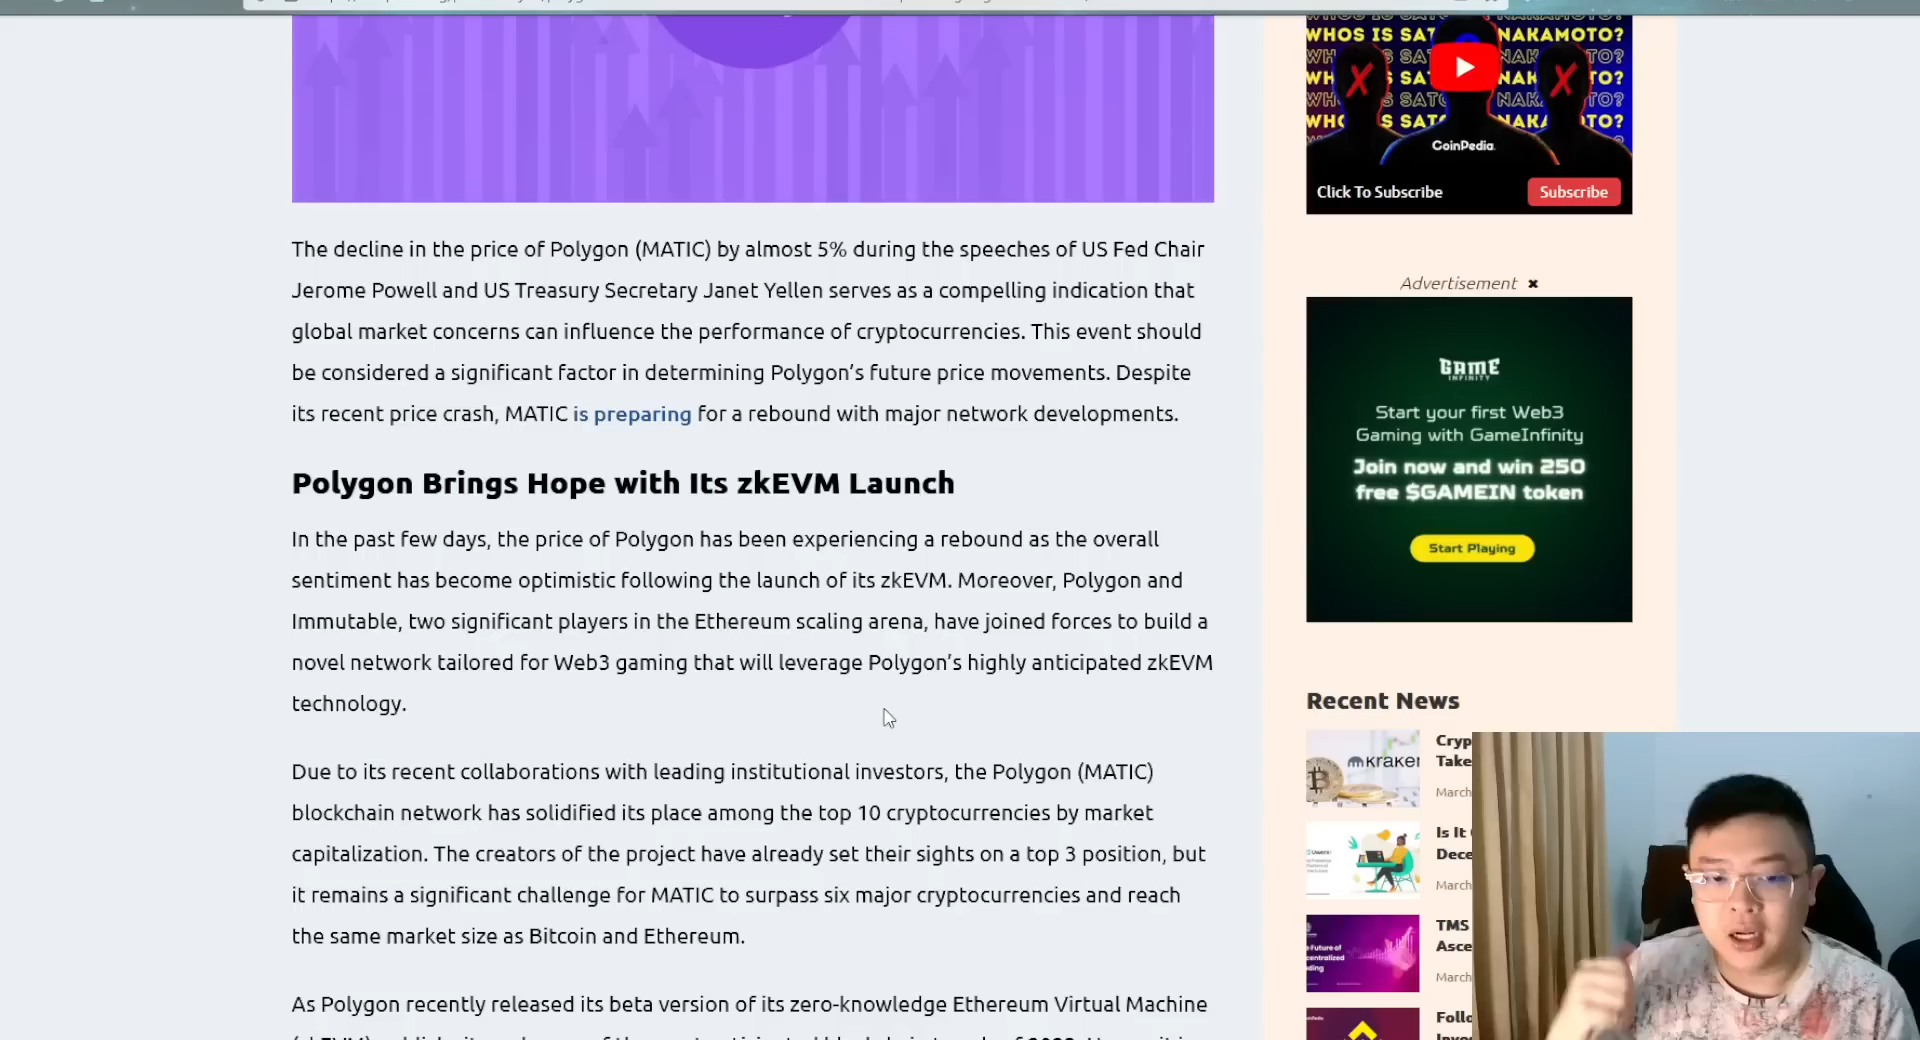 WHOS IS SAT NAKAMOTO?
CoinPedia
Click To Subscribe
Subscribe
The decline in the price of Polygon (MATIC) by almost 5% during the speeches of US Fed Chair
Jerome Powell and US Treasury Secretary Janet Yellen serves as a compelling indication that
global market concerns can influence the performance of cryptocurrencies. This event should
be considered a significant factor in determining Polygon’s future price movements. Despite
its recent price crash, MATIC is preparing for a rebound with major network developments.
Polygon Brings Hope with Its zkEVM Launch
In the past few days, the price of Polygon has been experiencing a rebound as the overall
sentiment has become optimistic following the launch of its zkEVM. Moreover, Polygon and
Immutable, two significant players in the Ethereum scaling arena, have joined forces to build a
novel network tailored for Web3 gaming that will leverage Polygon’s highly anticipated zkEVM
technology.
Due to its recent collaborations with leading institutional investors, the Polygon (MATIC)
blockchain network has solidified its place among the top 10 cryptocurrencies by market
capitalization. The creators of the project have already set their sights on a top 3 position, but
it remains a significant challenge for MATIC to surpass six major cryptocurrencies and reach
the same market size as Bitcoin and Ethereum.
As Polygon recently released its beta version of its zero-knowledge Ethereum Virtual Machine
Advertisement ✖
GAME
INFINITY
Start your first Web3
Gaming with GameInfinity
Join now and win 250
free $GAMEIN token
Start Playing
Recent News
kraken
Cryp
Take
March
Is It
Dece
March
TMS
Asce
March
Follo